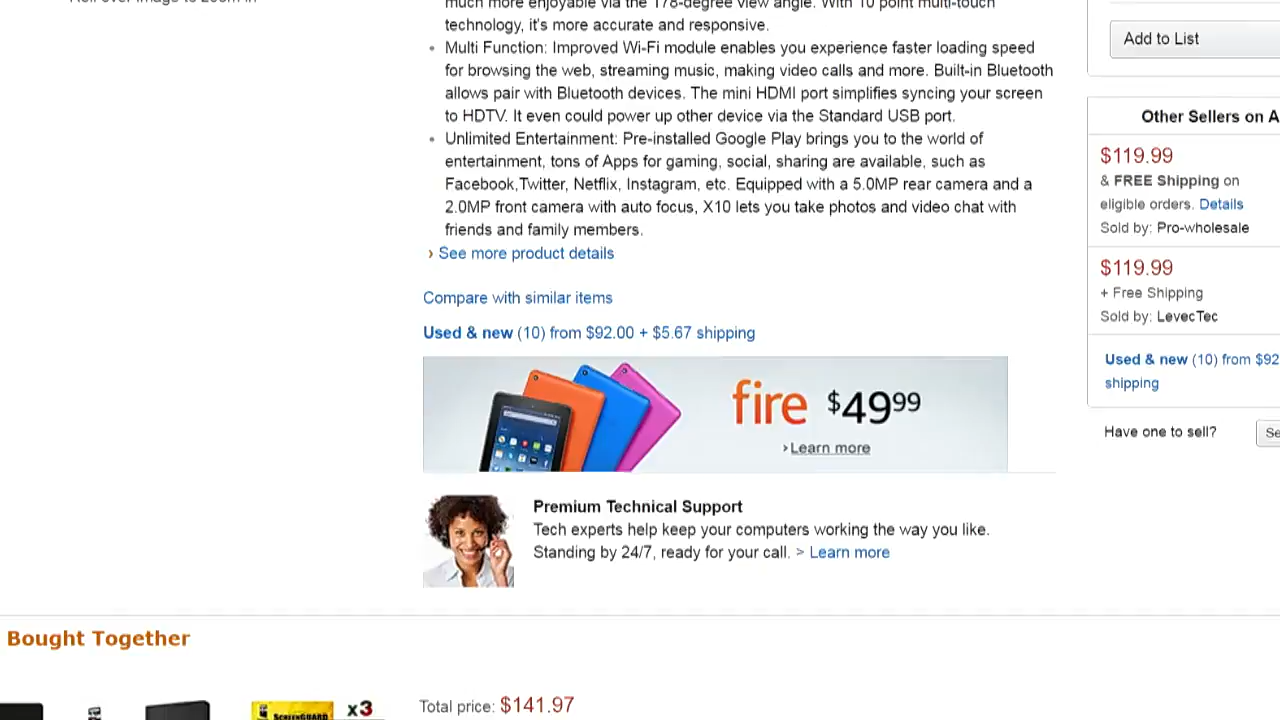 much more enjoyable via the 178-degree view angle. With 10 point multi-touch
technology, it's more accurate and responsive.
Multi Function: Improved Wi-Fi module enables you experience faster loading speed
for browsing the web, streaming music, making video calls and more. Built-in Bluetooth
allows pair with Bluetooth devices. The mini HDMI port simplifies syncing your screen
to HDTV. It even could power up other device via the Standard USB port.
Unlimited Entertainment: Pre-installed Google Play brings you to the world of
entertainment, tons of Apps for gaming, social, sharing are available, such as
Facebook,Twitter, Netflix, Instagram, etc. Equipped with a 5.0MP rear camera and a
2.0MP front camera with auto focus, X10 lets you take photos and video chat with
friends and family members.
› See more product details
Compare with similar items
Used & new (10) from $92.00 + $5.67 shipping
fire $49.99
›Learn more
Premium Technical Support
Tech experts help keep your computers working the way you like.
Standing by 24/7, ready for your call. > Learn more
Add to List
Other Sellers on A
$119.99
& FREE Shipping on
eligible orders. Details
Sold by: Pro-wholesale
$119.99
+ Free Shipping
Sold by: LevecTec
Used & new (10) from $92
shipping
Have one to sell?
Se
Bought Together
SCREENGUARD
x3
Total price: $141.97